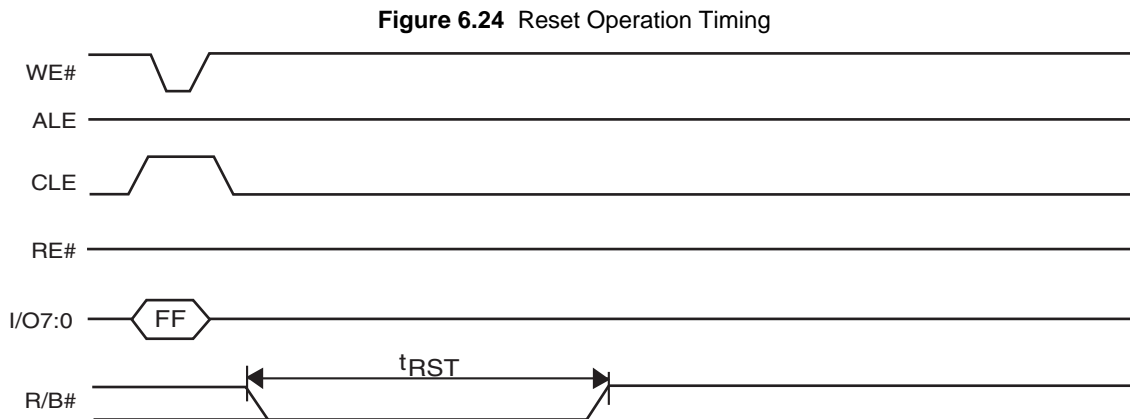 Figure 6.24 Reset Operation Timing
WE#
ALE
CLE
RE#
I/O7:0
FF
tRST
R/B#